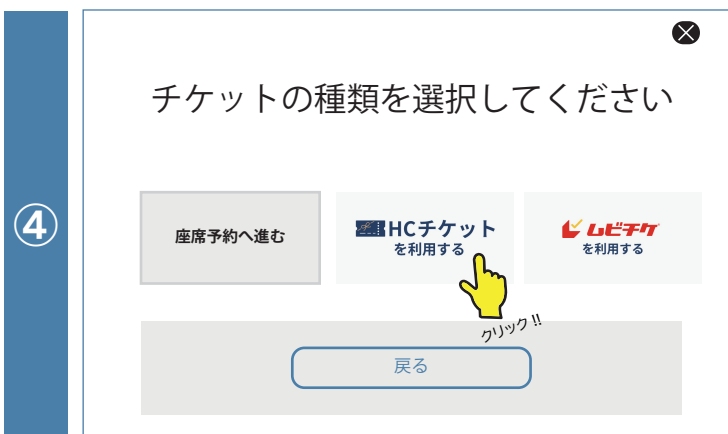 ④
チケットの種類を選択してください
座席予約へ進む
HCチケット
を利用する
ムビチケ
を利用する
クリック!!
戻る